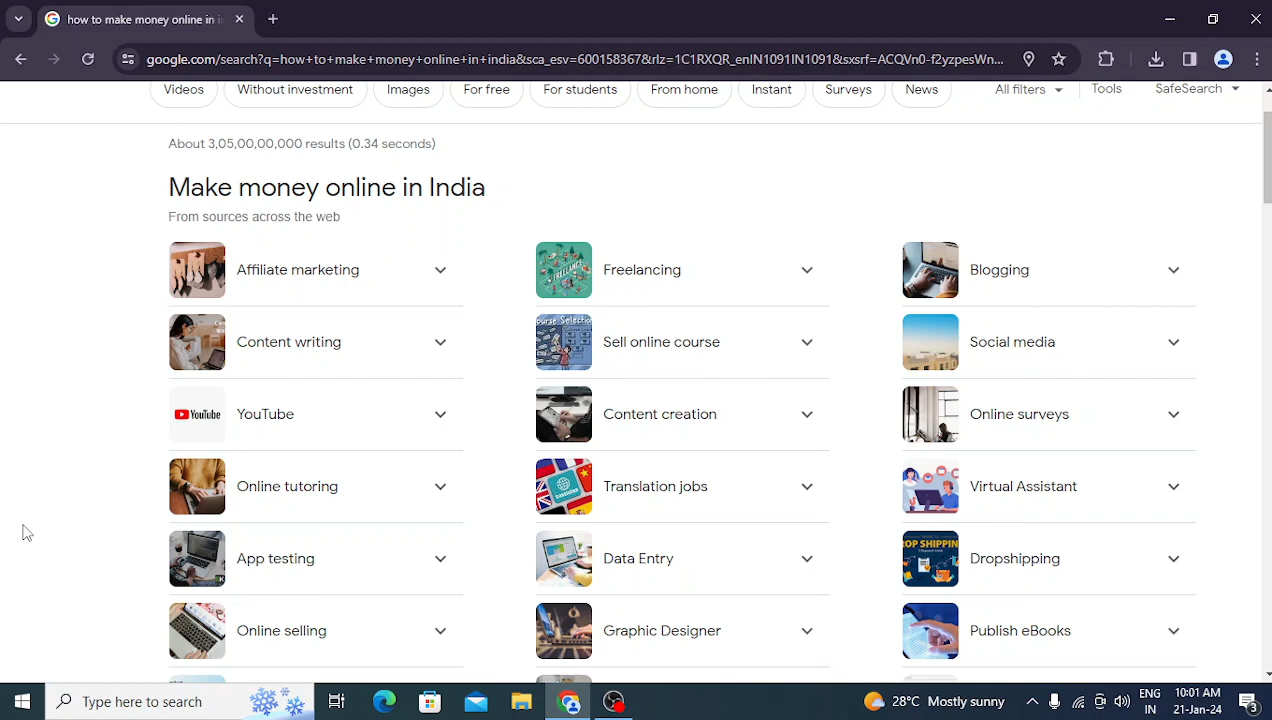 how to make money online in i
google.com/search?q=how+to+make+money+online+in+india&sca_esv=600158367&rlz=1C1RXQR_enIN1091IN1091&sxsrf=ACQVn0-f2yzpesWn...
Videos
Without investment
Images
For free
For students
From home
Instant
Surveys
News
All filters
Tools
SafeSearch
About 3,05,00,00,000 results (0.34 seconds)
Make money online in India
From sources across the web
Affiliate marketing
FREELANCE
Freelancing
Blogging
Content writing
Sell online course
Social media
YouTube
YouTube
Content creation
Online surveys
Online tutoring
Translation jobs
Virtual Assistant
App testing
Data Entry
Dropshipping
Online selling
Graphic Designer
Publish eBooks
Type here to search
28°C Mostly sunny
ENG
IN
10:01 AM
21-Jan-24
3